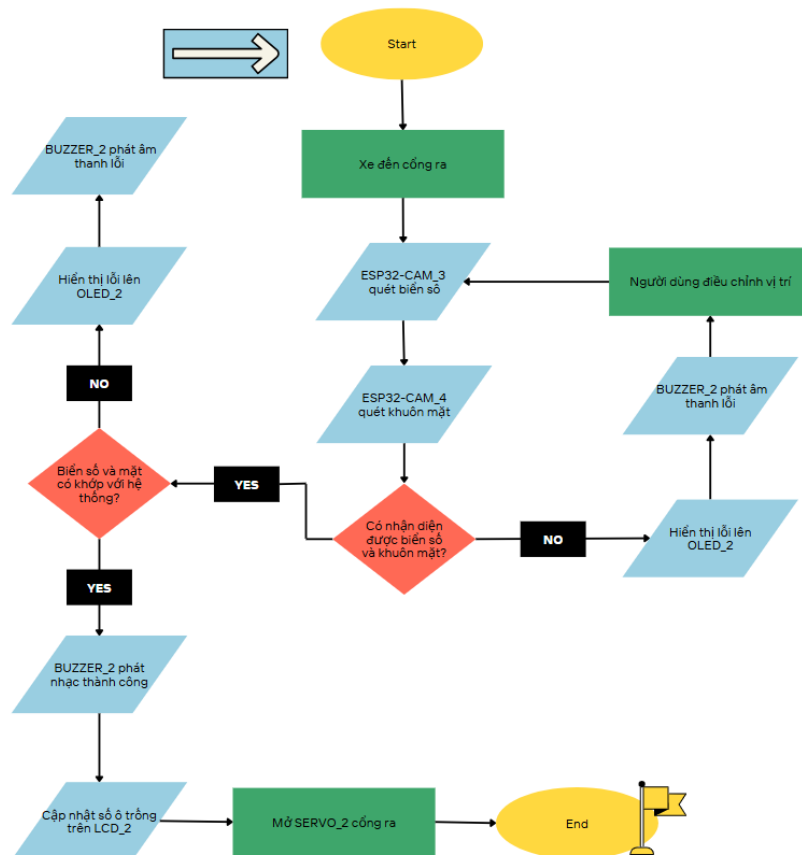 Start
Xe đến cổng ra
ESP32-CAM_3
quét biển số
ESP32-CAM_4
quét khuôn mặt
Có nhận diện
được biển số
và khuôn mặt?
NO
Hiển thị lỗi lên
OLED_2
BUZZER_2 phát âm
thanh lỗi
Người dùng điều chỉnh vị trí
YES
Biển số và mặt
có khớp với hệ
thống?
NO
Hiển thị lỗi lên
OLED_2
BUZZER_2 phát âm
thanh lỗi
YES
BUZZER_2 phát
nhạc thành công
Cập nhật số ô trống
trên LCD_2
Mở SERVO_2 cổng ra
End